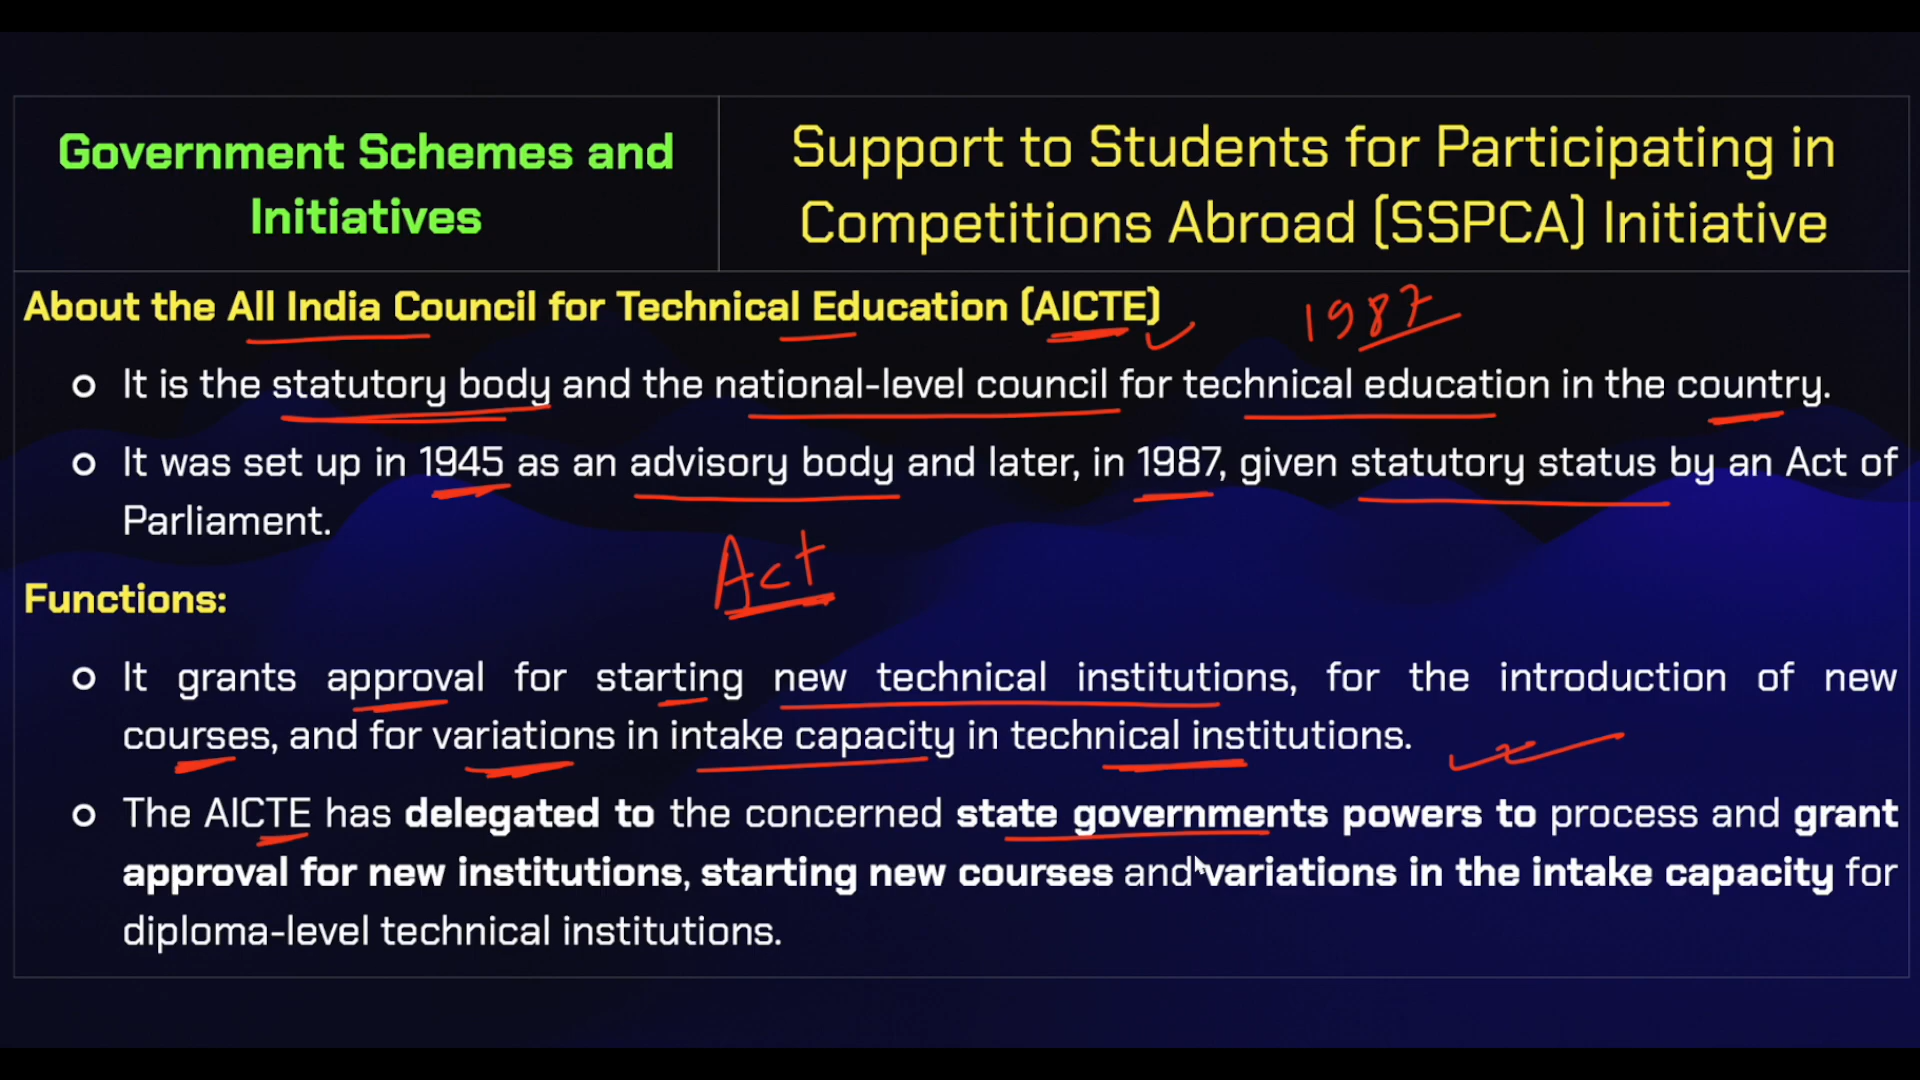 Government Schemes and
Initiatives
Support to Students for Participating in
Competitions Abroad (SSPCA) Initiative
About the All India Council for Technical Education (AICTE)
1987
○ It is the statutory body and the national-level council for technical education in the country.
○ It was set up in 1945 as an advisory body and later, in 1987, given statutory status by an Act of
Parliament.
Act
Functions:
○ It grants approval for starting new technical institutions, for the introduction of new
courses, and for variations in intake capacity in technical institutions.
○ The AICTE has delegated to the concerned state governments powers to process and grant
approval for new institutions, starting new courses and variations in the intake capacity for
diploma-level technical institutions.